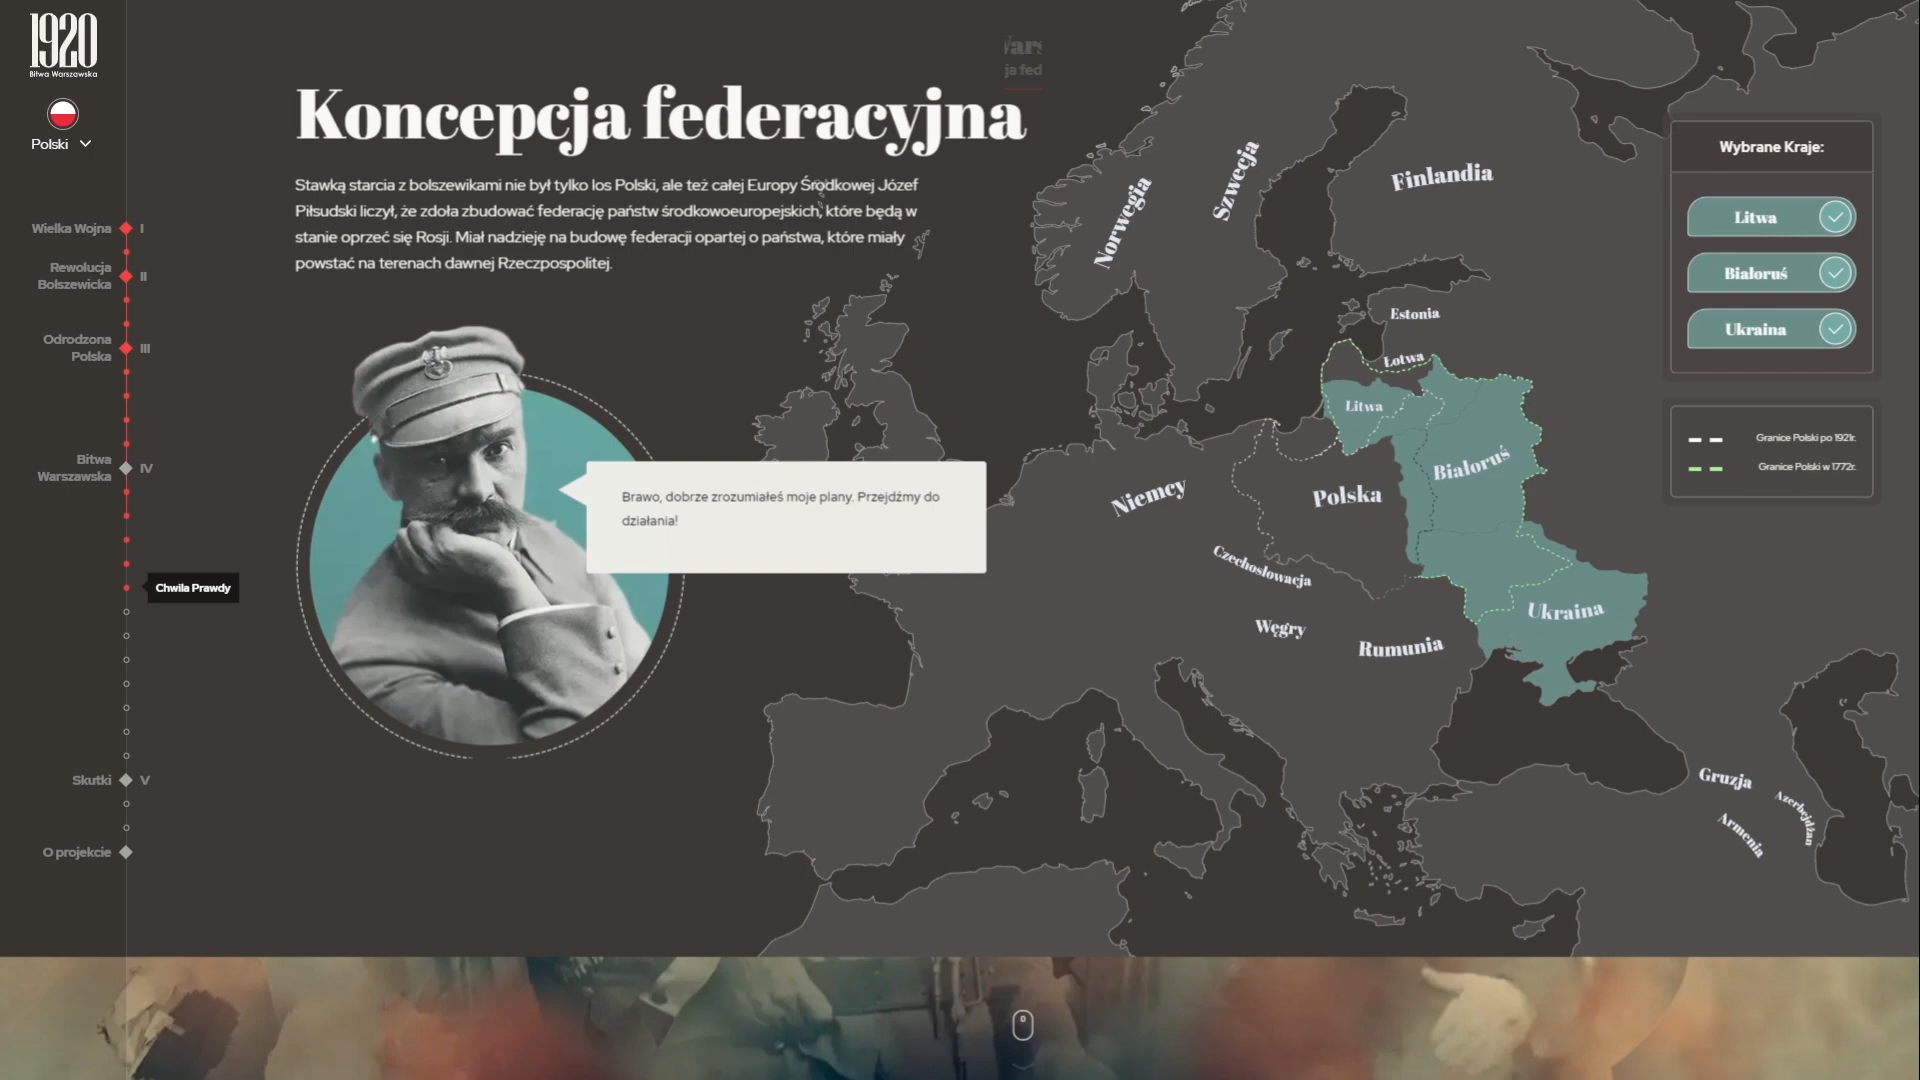 1920
Bitwa Warszawska
Polski
Wielka Wojna I
Rewolucja
Bolszewicka II
Odrodzona
Polska III
Bitwa
Warszawska IV
Chwila Prawdy
Skutki V
O projekcie
Koncepcja federacyjna
Stawką starcia z bolszewikami nie był tylko los Polski, ale też całej Europy Środkowej Józef
Piłsudski liczył, że zdoła zbudować federację państw środkowoeuropejskich, które będą w
stanie oprzeć się Rosji. Miał nadzieję na budowę federacji opartej o państwa, które miały
powstać na terenach dawnej Rzeczpospolitej.
Brawo, dobrze zrozumiałeś moje plany. Przejdźmy do
działania!
Norwegia
Szwecja
Finlandia
Estonia
Łotwa
Litwa
Białoruś
Niemcy
Polska
Czechosłowacja
Ukraina
Węgry
Rumunia
Gruzja
Azerbejdżan
Armenia
Wybrane Kraje:
Litwa
Białoruś
Ukraina
Granice Polski po 1921r.
Granice Polski w 1772r.